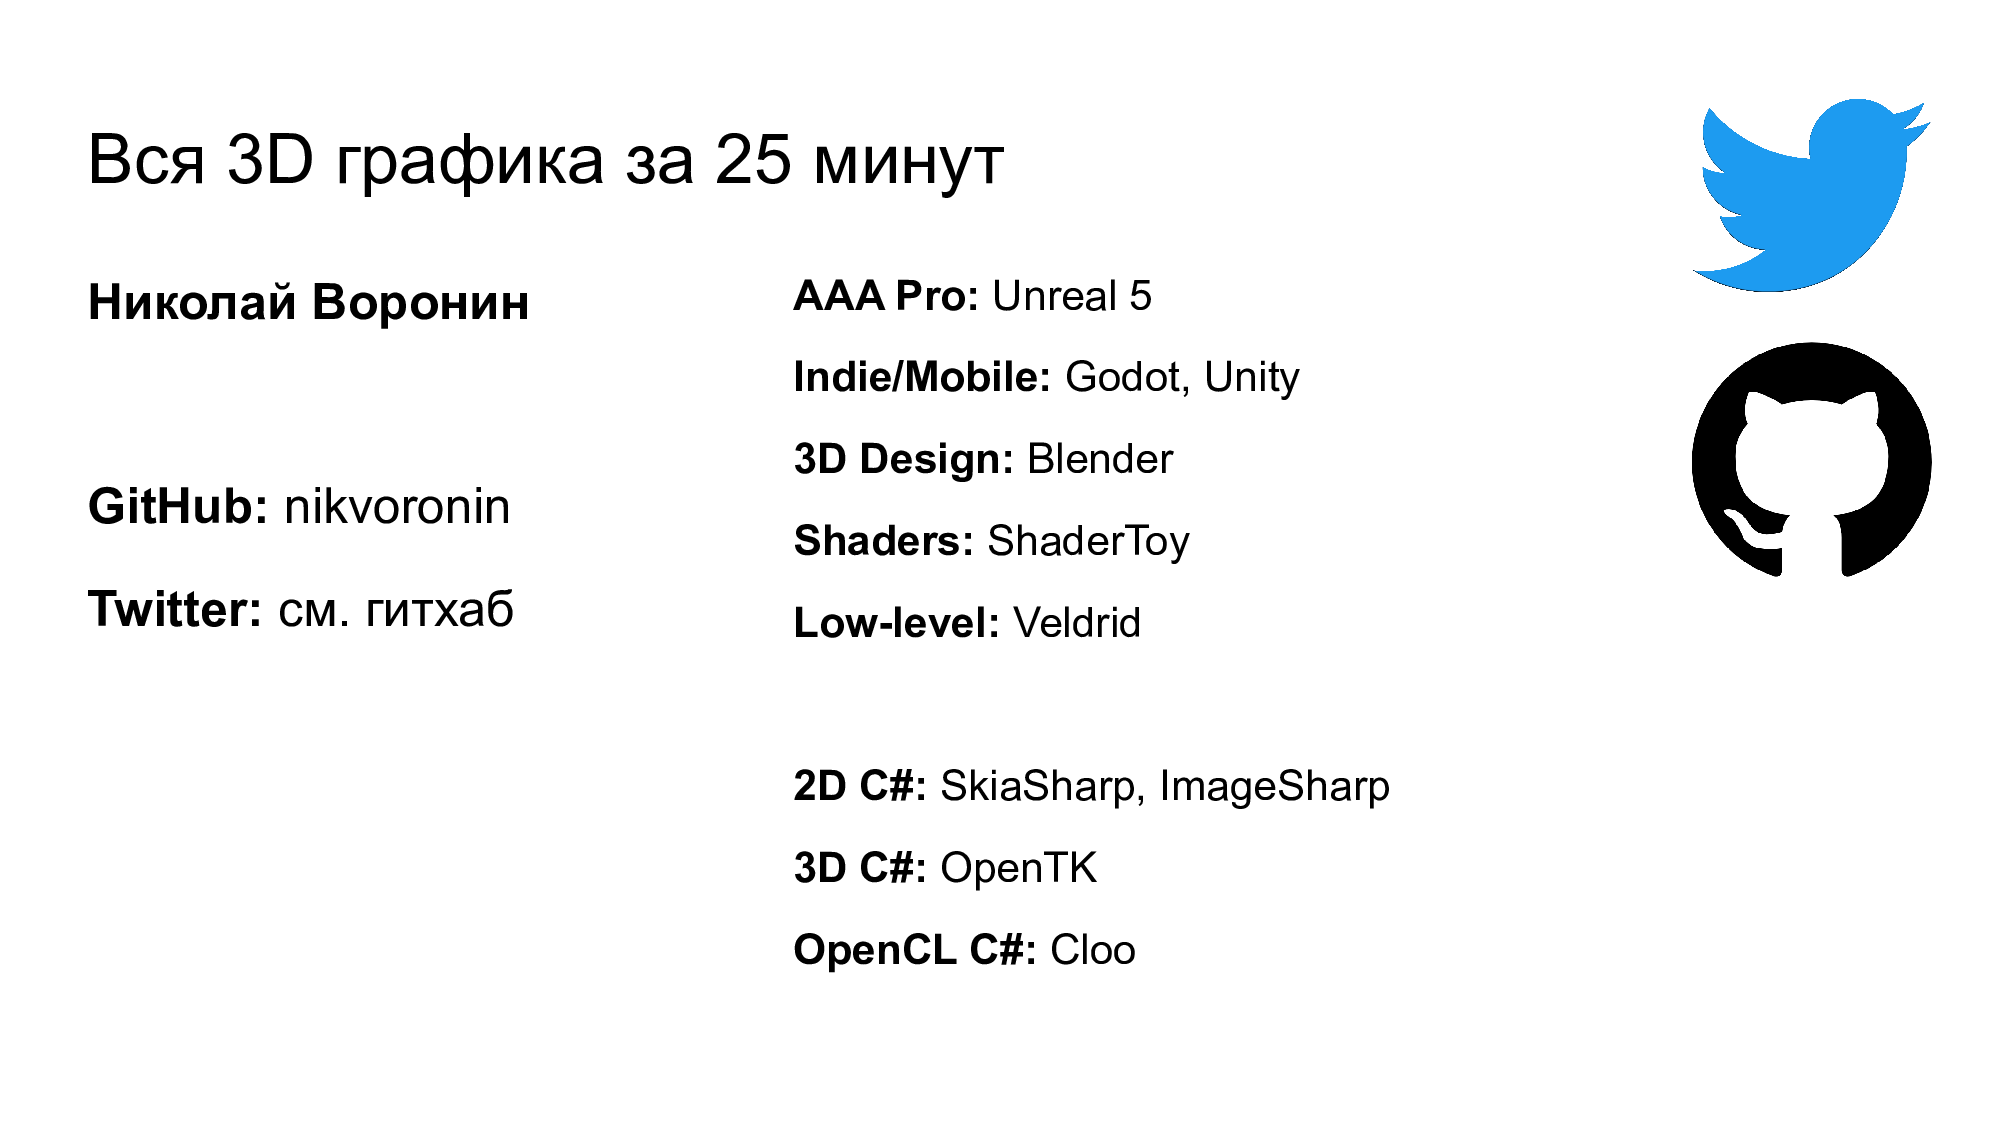 Вся 3D графика за 25 минут
Николай Воронин
GitHub: nikvoronin
Twitter: см. гитхаб
AAA Pro: Unreal 5
Indie/Mobile: Godot, Unity
3D Design: Blender
Shaders: ShaderToy
Low-level: Veldrid
2D C#: SkiaSharp, ImageSharp
3D C#: OpenTK
OpenCL C#: Cloo